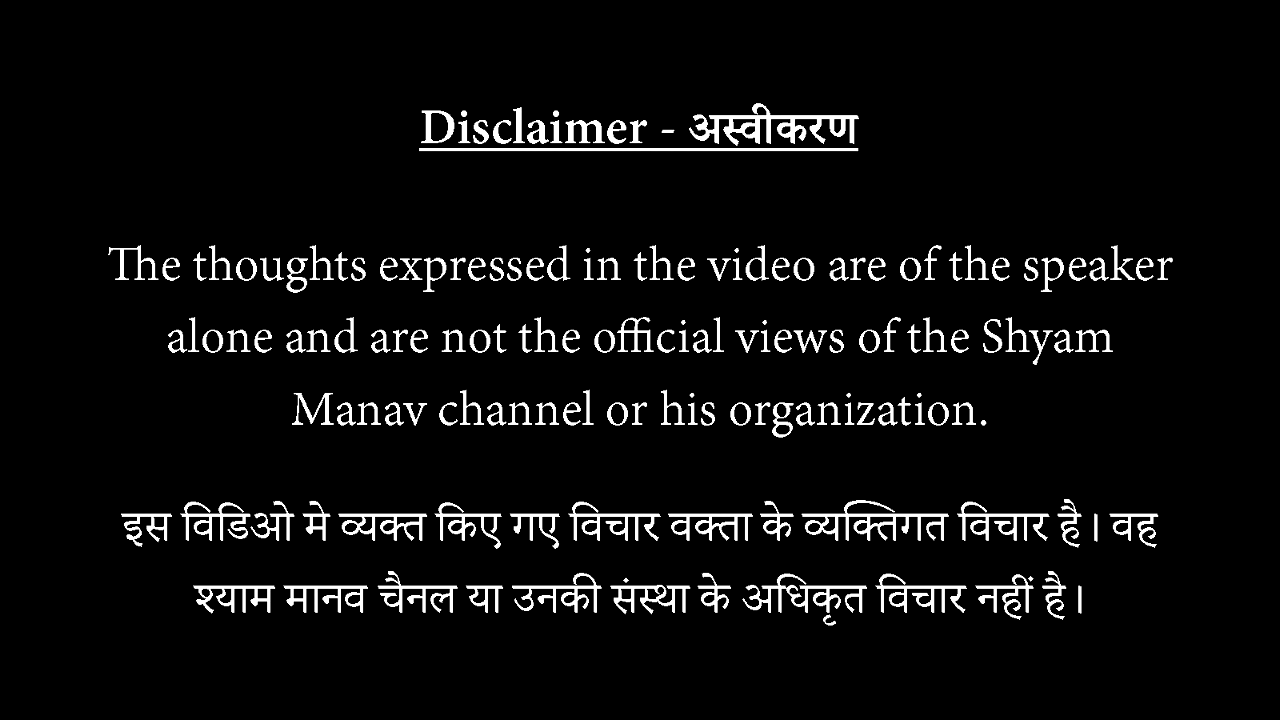 Disclaimer - अस्वीकरण
The thoughts expressed in the video are of the speaker
alone and are not the official views of the Shyam
Manav channel or his organization.
इस विडिओ मे व्यक्त किए गए विचार वक्ता के व्यक्तिगत विचार है। वह
श्याम मानव चैनल या उनकी संस्था के अधिकृत विचार नहीं है।